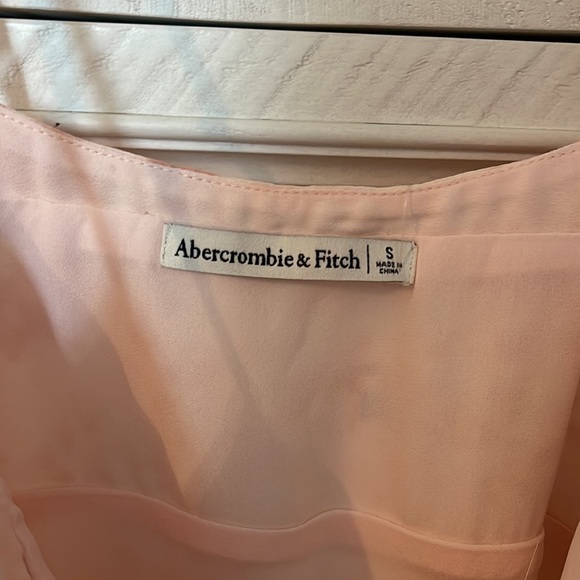 Abercrombie & Fitch
S
MADE IN
CHINA